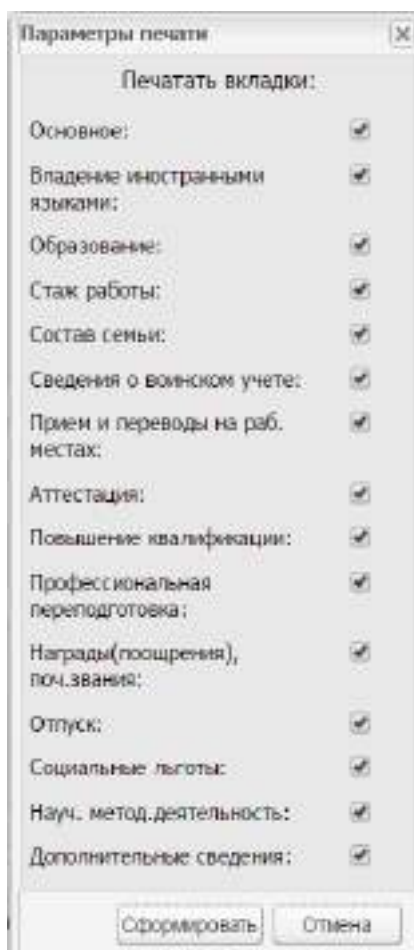 Параметры печати
Печатать вкладки:
Основное:
Владение иностранными
языками:
Образование:
Стаж работы:
Состав семьи:
Сведения о воинском учете:
Прием и переводы на раб.
местах:
Аттестация:
Повышение квалификации:
Профессиональная
переподготовка:
Награды(поощрения),
поч.звания:
Отпуск:
Социальные льготы:
Науч. метод.деятельность:
Дополнительные сведения:
Сформировать Отмена